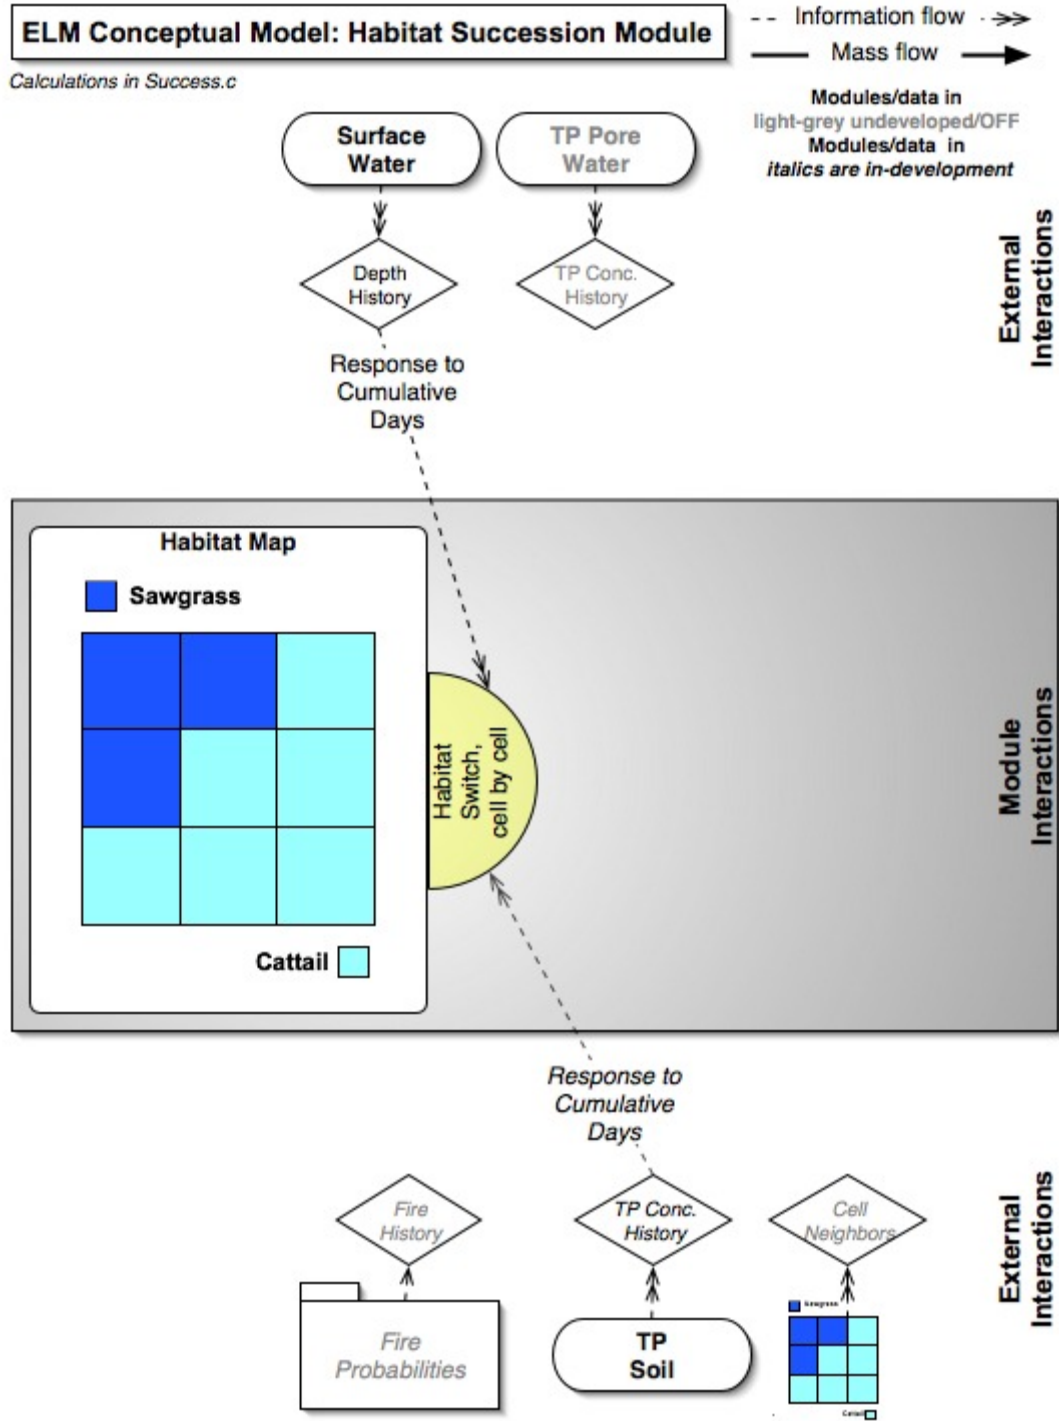 ELM Conceptual Model: Habitat Succession Module
Calculations in Success.c
Information flow
Mass flow
Modules/data in
light-grey undeveloped/OFF
Modules/data in
italics are in-development
Surface
Water
TP Pore
Water
Depth
History
TP Conc.
History
External
Interactions
Response to
Cumulative
Days
Habitat Map
Sawgrass
Cattail
Habitat
Switch,
cell by cell
Module
Interactions
Response to
Cumulative
Days
Fire
History
TP Conc.
History
Cell
Neighbors
External
Interactions
Fire
Probabilities
TP
Soil
Sawgrass
Cattail